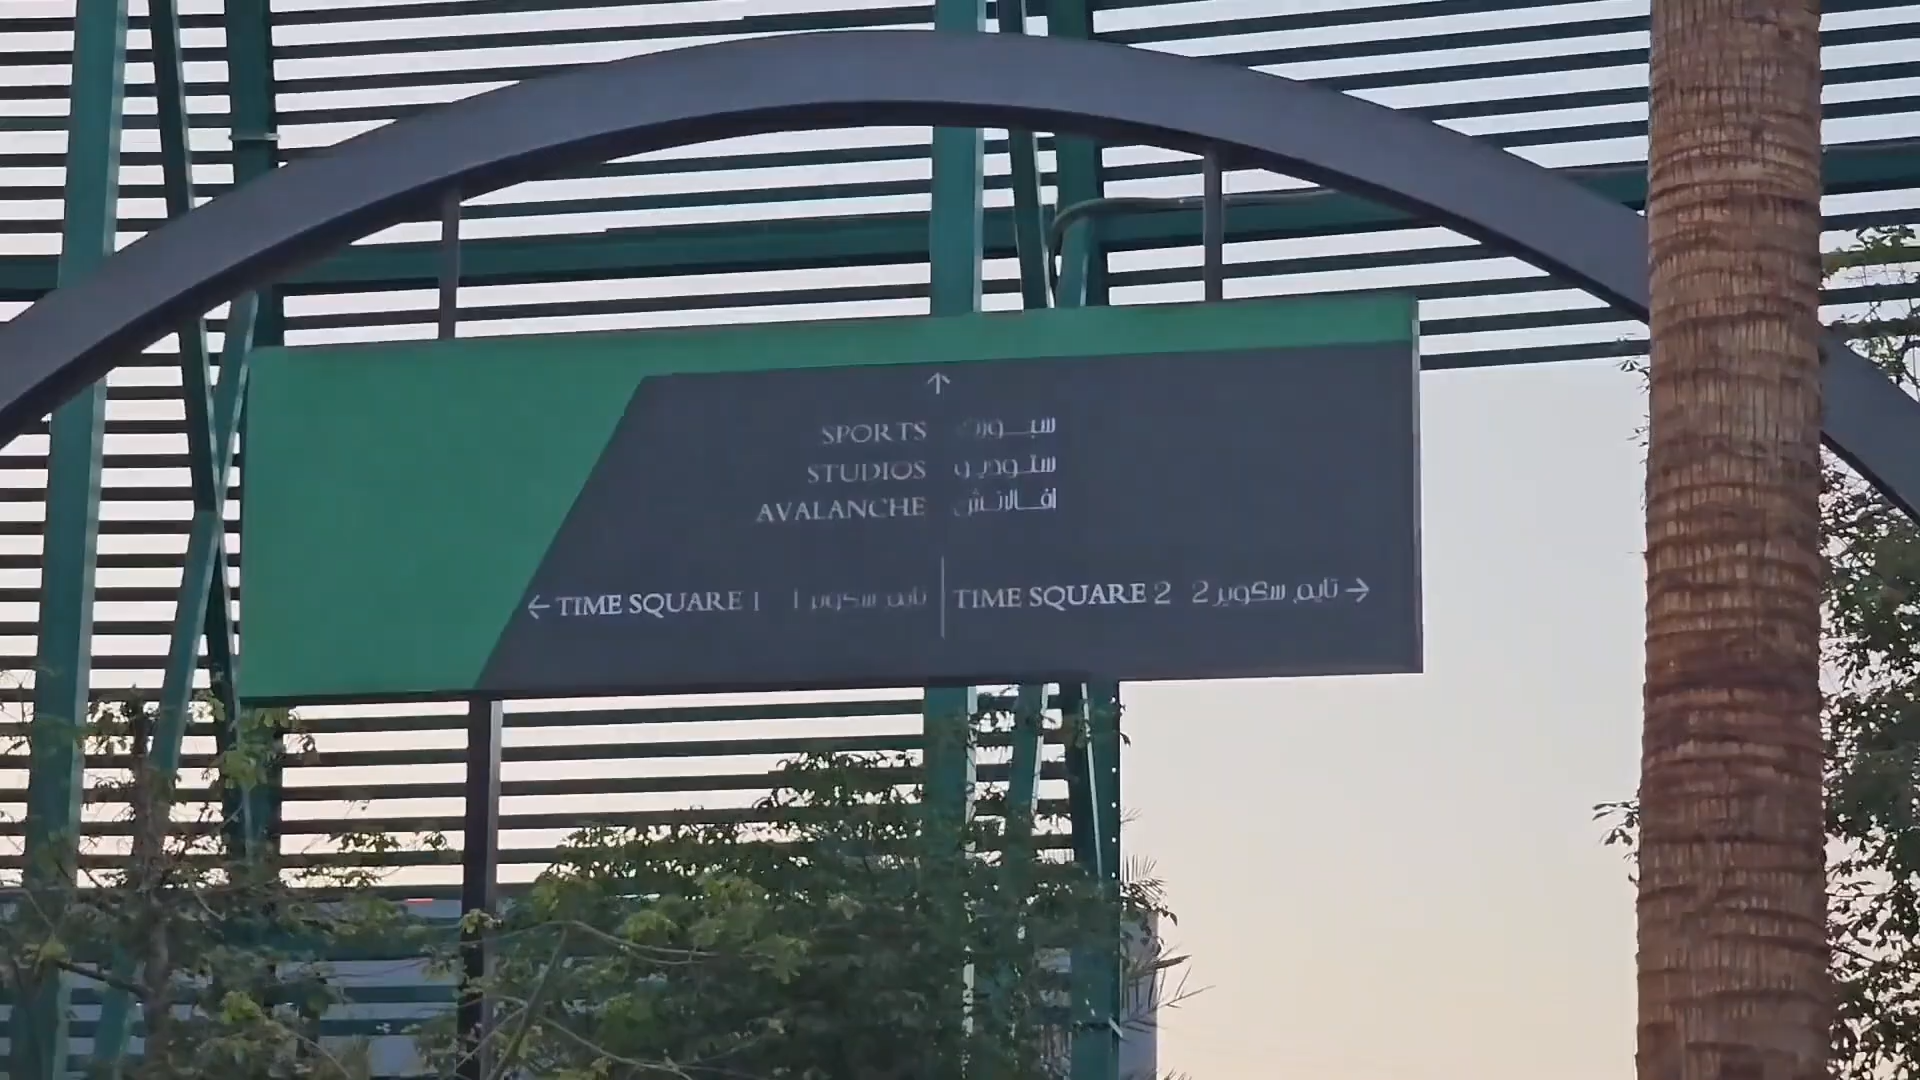 ↑
SPORTS سبورت
STUDIOS ستوديو
AVALANCHE افالانش
← TIME SQUARE 1 تايم سكوير 1
TIME SQUARE 2 تايم سكوير 2 →